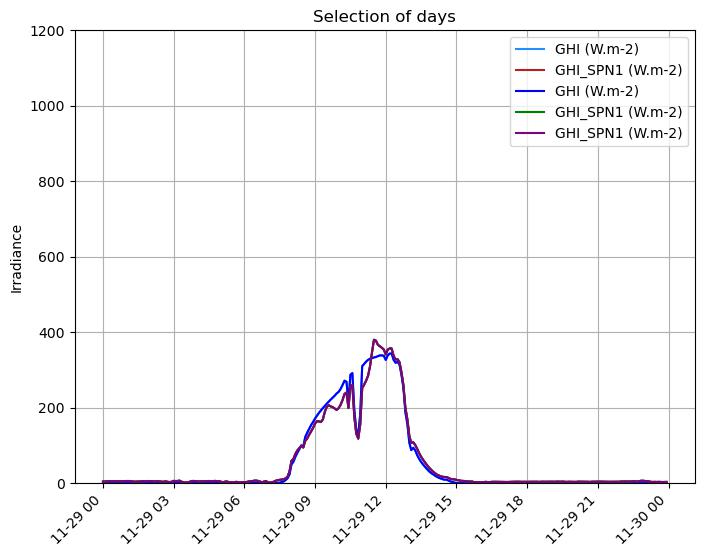 Selection of days
1200
1000
800
600
400
200
0
Irradiance
GHI (W.m-2)
GHI_SPN1 (W.m-2)
GHI (W.m-2)
GHI_SPN1 (W.m-2)
GHI_SPN1 (W.m-2)
11-29 00
11-29 03
11-29 06
11-29 09
11-29 12
11-29 15
11-29 18
11-29 21
11-30 00